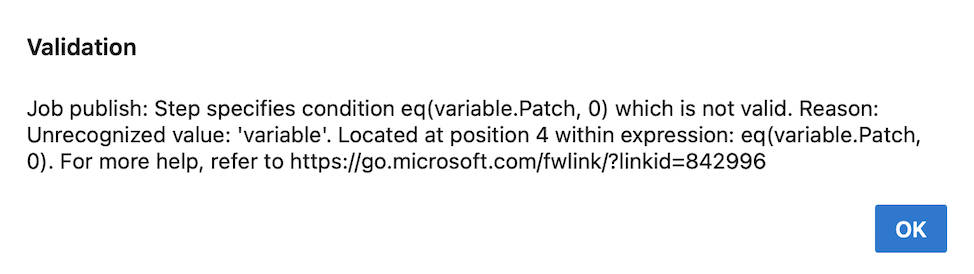 Validation
Job publish: Step specifies condition eq(variable.Patch, 0) which is not valid. Reason:
Unrecognized value: 'variable'. Located at position 4 within expression: eq(variable.Patch,
0). For more help, refer to https://go.microsoft.com/fwlink/?linkid=842996
OK